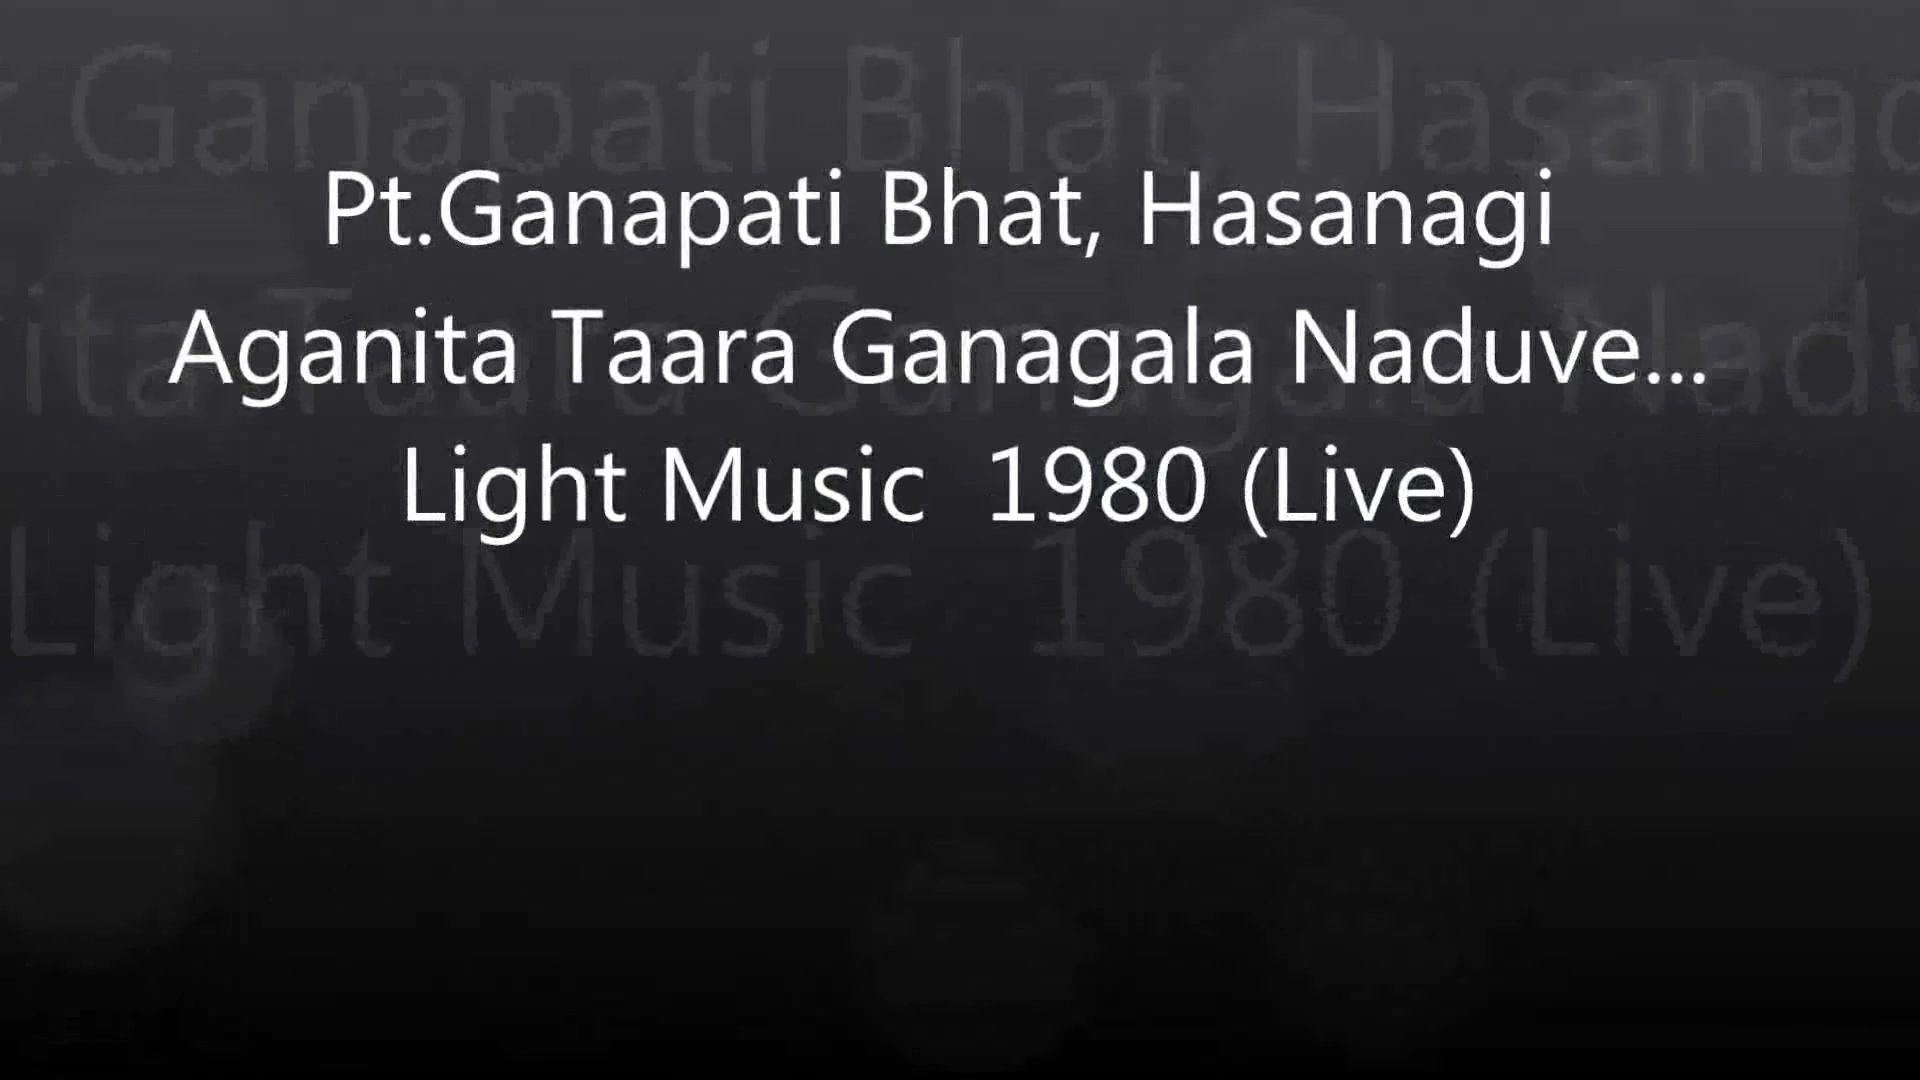 Pt.Ganapati Bhat, Hasanagi
Aganita Taara Ganagala Naduve...
Light Music  1980 (Live)